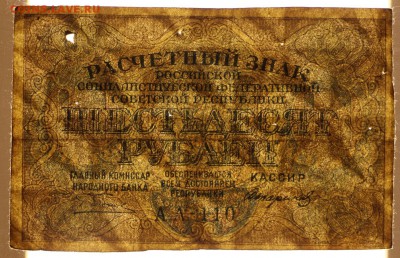 РАСЧЕТНЫЙ ЗНАК
РОССИЙСКОЙ
СОЦИАЛИСТИЧЕСКОЙ ФЕДЕРАТИВНОЙ
СОВЕТСКОЙ РЕСПУБЛИКИ
ШЕСТЬДЕСЯТ
РУБЛЕЙ
ГЛАВНЫЙ КОМИССАР
НАРОДНОГО БАНКА
ОБЕСПЕЧИВАЕТСЯ
ВСЕМ ДОСТОЯНИЕМ
РЕСПУБЛИКИ
КАССИР
АА-110